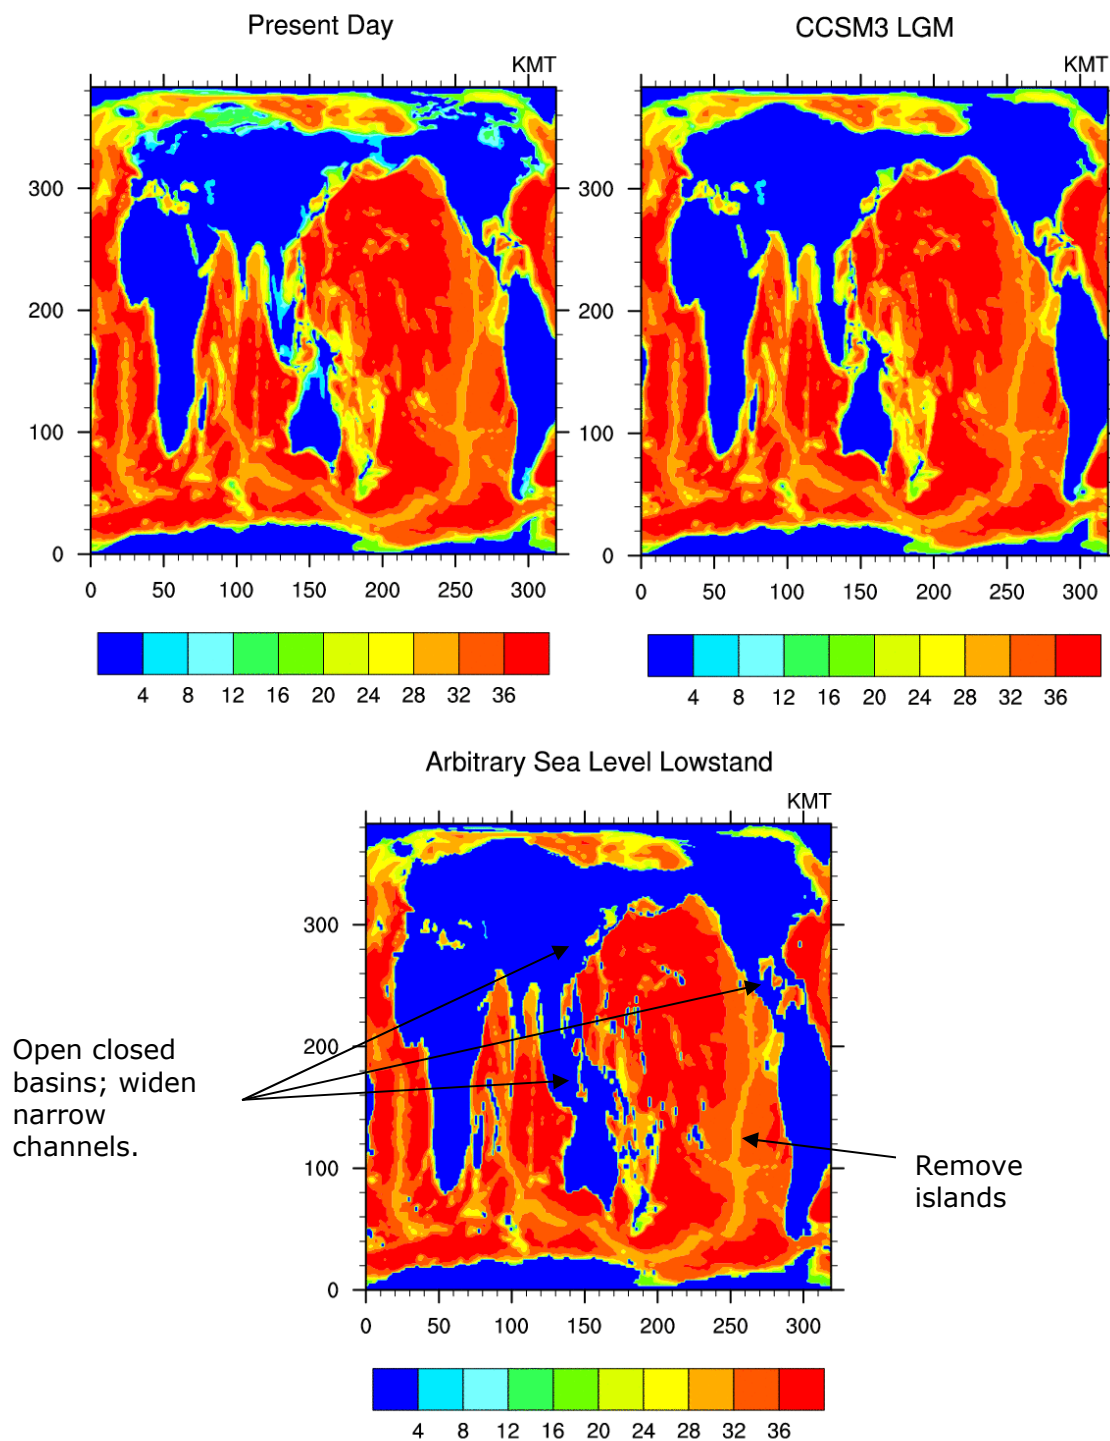 Present Day
CCSM3 LGM
KMT
KMT
300
200
100
0
0 50 100 150 200 250 300
300
200
100
0
0 50 100 150 200 250 300
4 8 12 16 20 24 28 32 36
4 8 12 16 20 24 28 32 36
Arbitrary Sea Level Lowstand
KMT
300
200
100
0
0 50 100 150 200 250 300
Open closed
basins; widen
narrow
channels.
Remove
islands
4 8 12 16 20 24 28 32 36